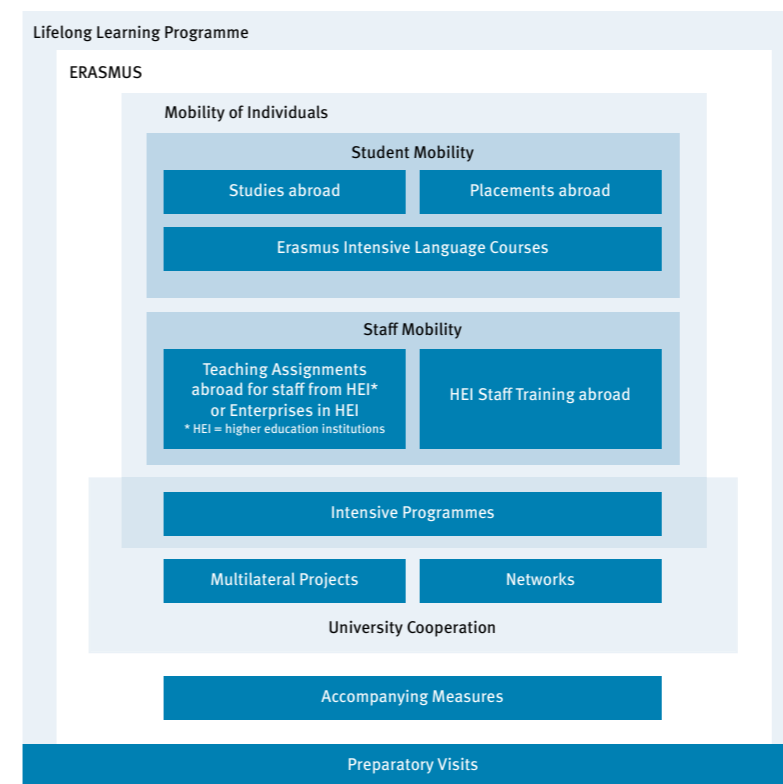 Lifelong Learning Programme
ERASMUS
Mobility of Individuals
Student Mobility
Studies abroad
Placements abroad
Erasmus Intensive Language Courses
Staff Mobility
Teaching Assignments
abroad for staff from HEI*
or Enterprises in HEI
* HEI = higher education institutions
HEI Staff Training abroad
Intensive Programmes
Multilateral Projects
Networks
University Cooperation
Accompanying Measures
Preparatory Visits